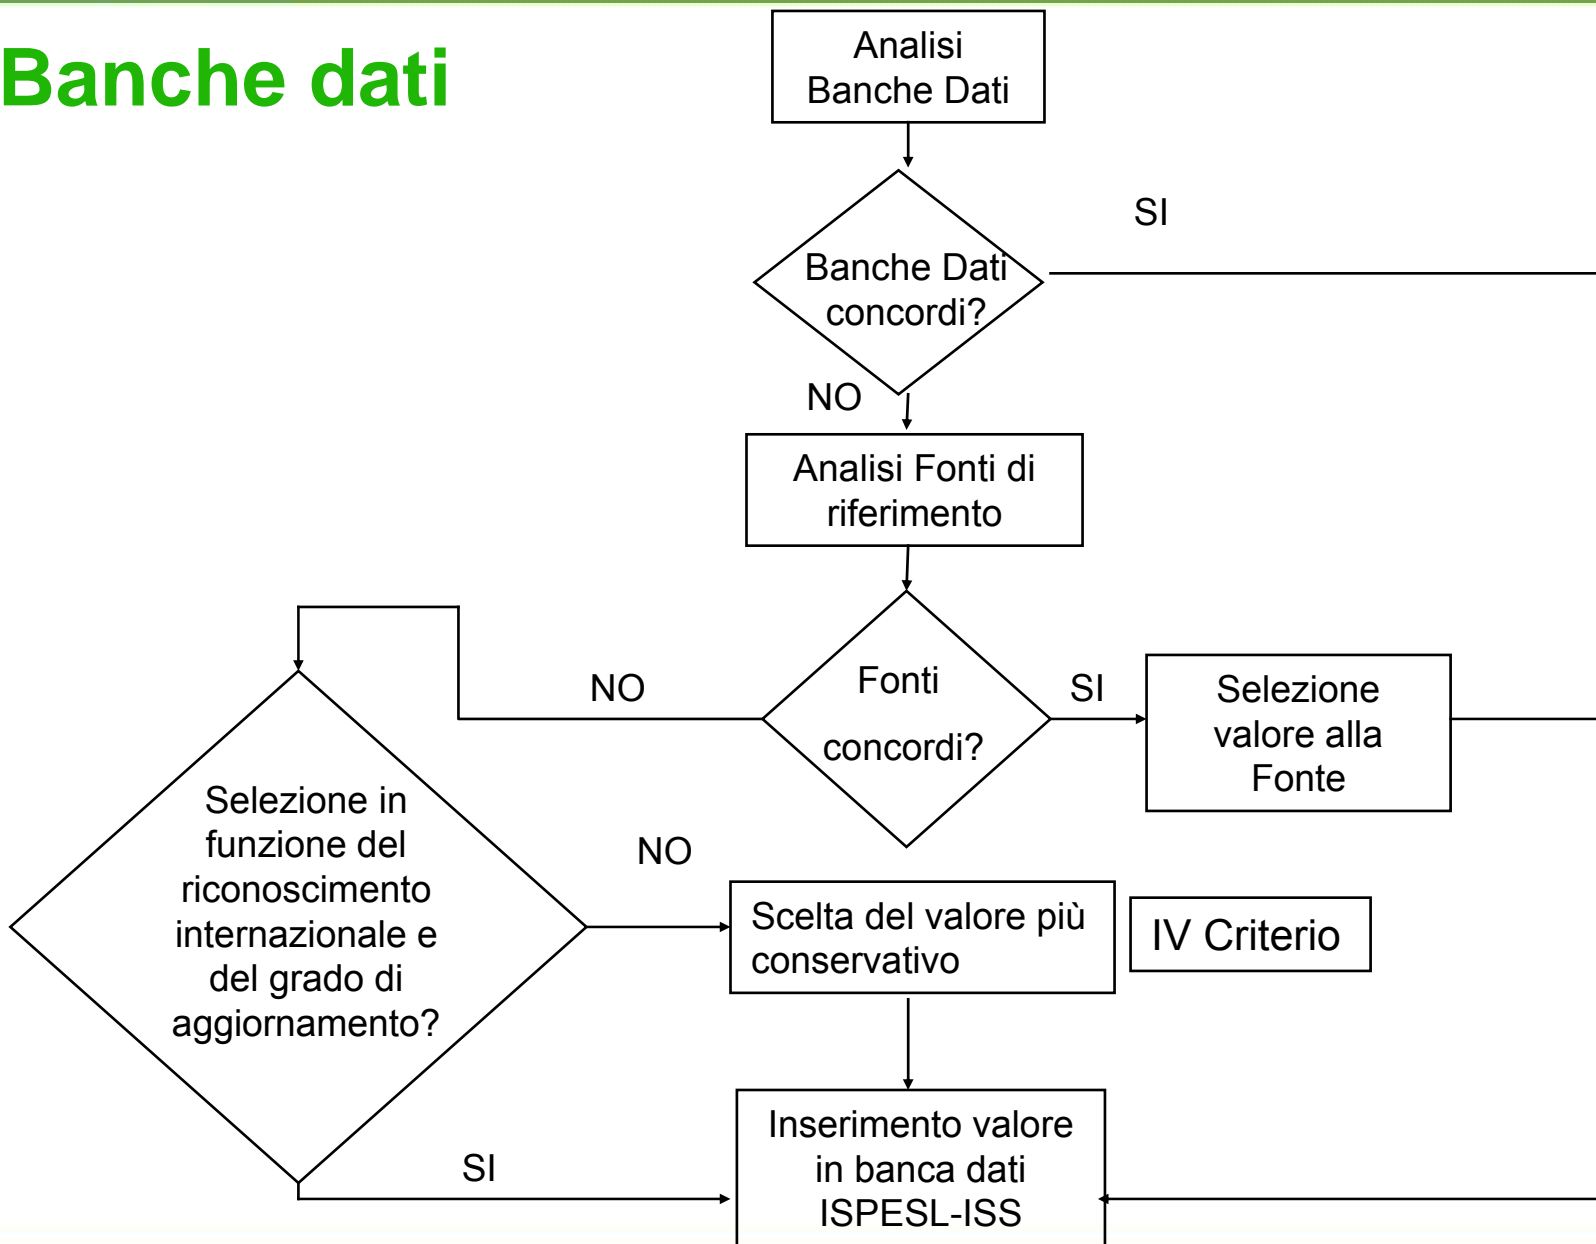 Banche dati
Analisi
Banche Dati
SI
Banche Dati
concordi?
NO
Analisi Fonti di
riferimento
NO
Fonti
concordi?
SI
Selezione
valore alla
Fonte
Selezione in
funzione del
riconoscimento
internazionale e
del grado di
aggiornamento?
NO
Scelta del valore più
conservativo
IV Criterio
SI
Inserimento valore
in banca dati
ISPESL-ISS